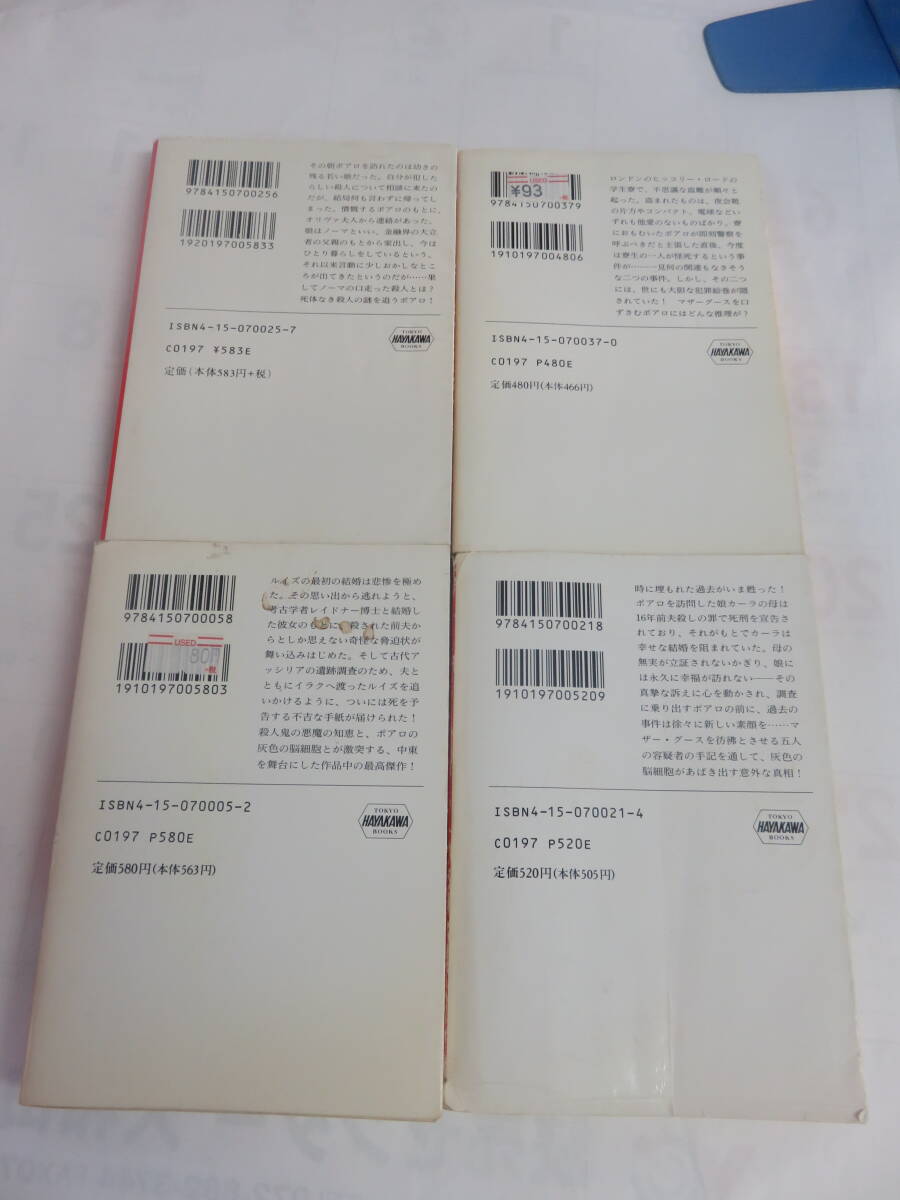 9784150700256
1920197005833
その朝ポアロを訪れたのは幼さの
残る若い娘だった。自分が犯した
らしい殺人について相談に来たの
だが、結局何も言わずに帰ってし
まった。憤慨するポアロのもとに、
オリヴァ夫人から連絡があった。
娘はノーマといい、金融界の大立
者の父親のもとから家出し、今は
ひとり暮らしをしているという。
それ以来言動に少しおかしなとこ
ろが出てきたというのだが……果
してノーマの口走った殺人とは？
死体なき殺人の謎を追うポアロ！
ISBN4-15-070025-7
C0197 ¥583E
定価(本体583円+税)
TOKYO
HAYAKAWA
BOOKS
USED
¥93
9784150700379
1910197004806
ロンドンのヒッコリー・ロードの
学生寮で、不思議な盗難が頻々と
起った。盗まれたものは、夜会靴
の片方やコンパクト、電球などい
ずれも他愛のないものばかり。寮
におもむいたポアロが即刻警察を
呼ぶべきだと主張した直後、今度
は寮生の一人が怪死するという事
件が……一見何の関連もなさそう
な二つの事件。しかし、その二つ
には、世にも大胆な犯罪絵巻が隠
されていた！ マザーグースを口
ずさむポアロにはどんな推理が？
ISBN4-15-070037-0
C0197 P480E
定価480円(本体466円)
TOKYO
HAYAKAWA
BOOKS
9784150700058
USED
1910197005803
ルイズの最初の結婚は悲惨を極め
た。その思い出から逃れようと、
考古学者レイドナー博士と結婚し
た彼女のもとに、殺された前夫か
らとしか思えない奇怪な脅迫状が
舞い込みはじめた。そして古代ア
ッシリアの遺跡調査のため、夫と
ともにイラクへ渡ったルイズを追
いかけるように、ついには死を予
告する不吉な手紙が届けられた！
殺人鬼の悪魔の知恵と、ポアロの
灰色の脳細胞とが激突する、中東
を舞台にした作品中の最高傑作！
ISBN4-15-070005-2
C0197 P580E
定価580円(本体563円)
TOKYO
HAYAKAWA
BOOKS
9784150700218
1910197005209
時に埋もれた過去がいま甦った！
ポアロを訪問した娘カーラの母は
16年前夫殺しの罪で死刑を宣告さ
れており、それがもとでカーラは
幸せな結婚を阻まれていた。母の
無実が立証されないかぎり、娘に
は永久に幸福が訪れない——その
真摯な訴えに心を動かされ、調査
に乗り出すポアロの前に、過去の
事件は徐々に新しい素顔を……マ
ザー・グースを彷彿とさせる五人
の容疑者の手記を通して、灰色の
脳細胞があばき出す意外な真相！
ISBN4-15-070021-4
C0197 P520E
定価520円(本体505円)
TOKYO
HAYAKAWA
BOOKS